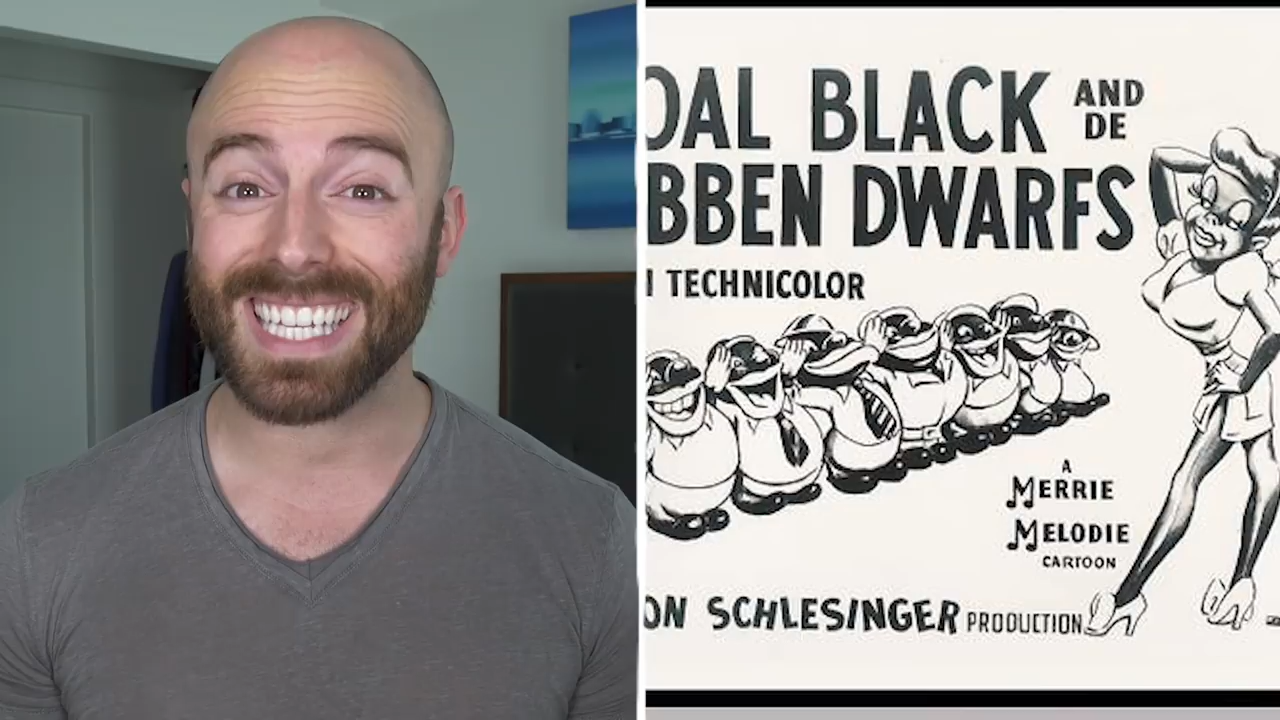 OAL BLACK AND
DE
BBEN DWARFS
TECHNICOLOR
A
MERRIE
MELODIE
CARTOON
ON SCHLESINGER PRODUCTION